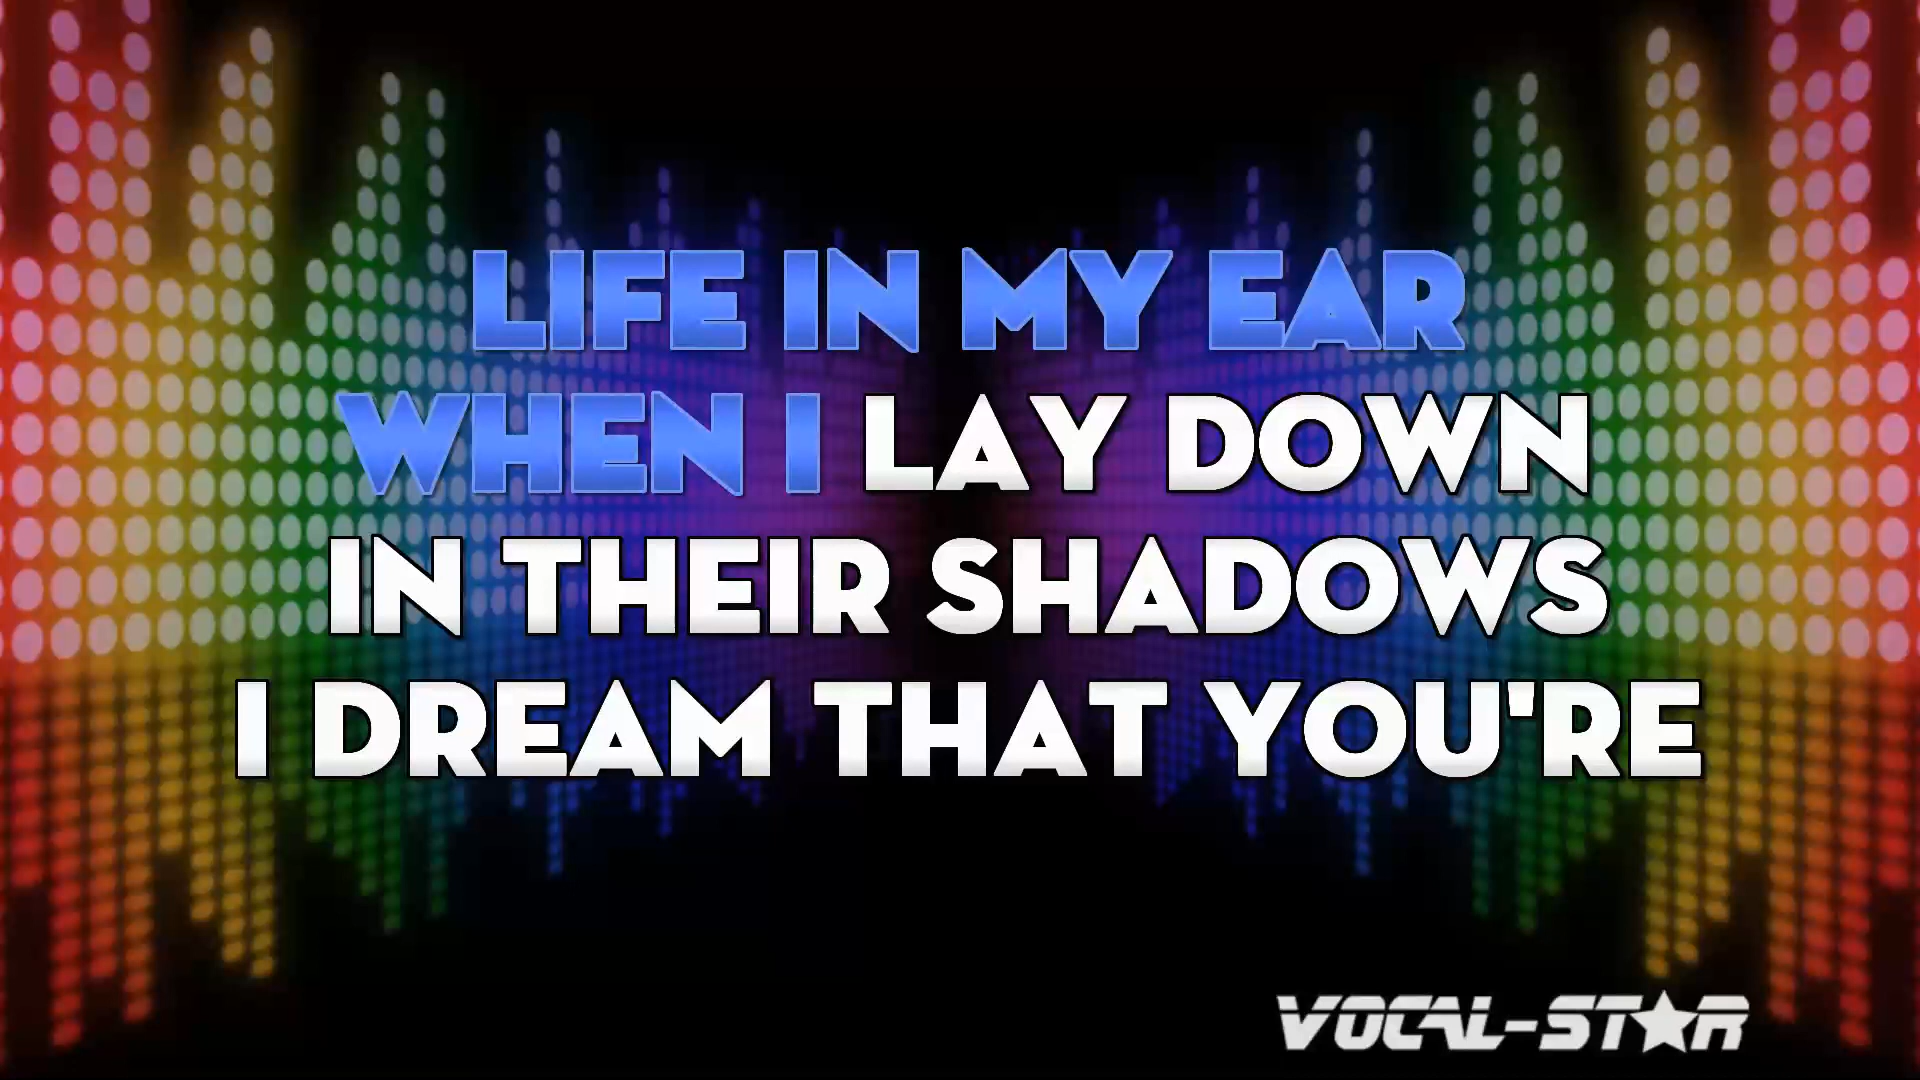 LIFE IN MY EAR
WHEN I LAY DOWN
IN THEIR SHADOWS
I DREAM THAT YOU'RE
VOCAL-STAR